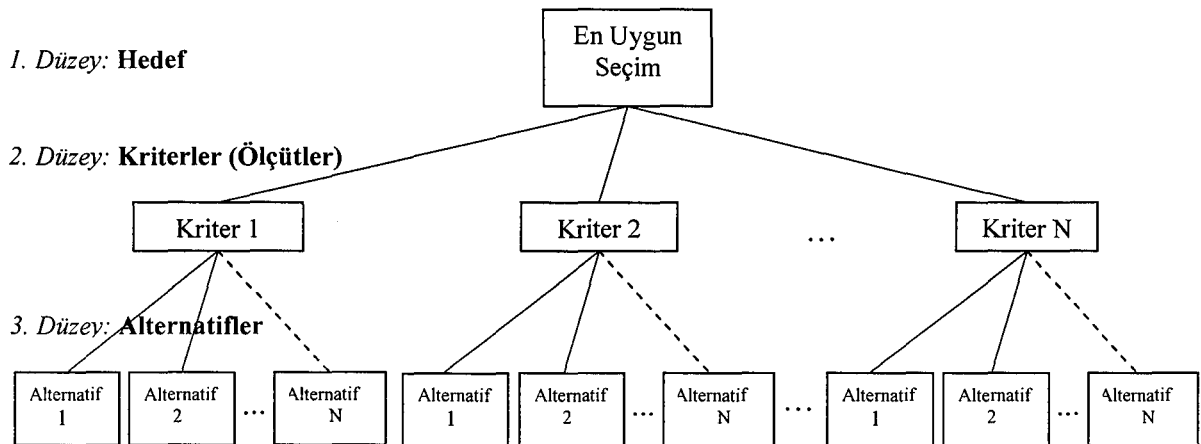 En Uygun
Seçim
1. Düzey: Hedef
2. Düzey: Kriterler (Ölçütler)
Kriter 1
Kriter 2
...
Kriter N
3. Düzey: Alternatifler
Alternatif
1
Alternatif
2
...
Alternatif
N
Alternatif
1
Alternatif
2
...
Alternatif
N
...
Alternatif
1
Alternatif
2
...
Alternatif
N